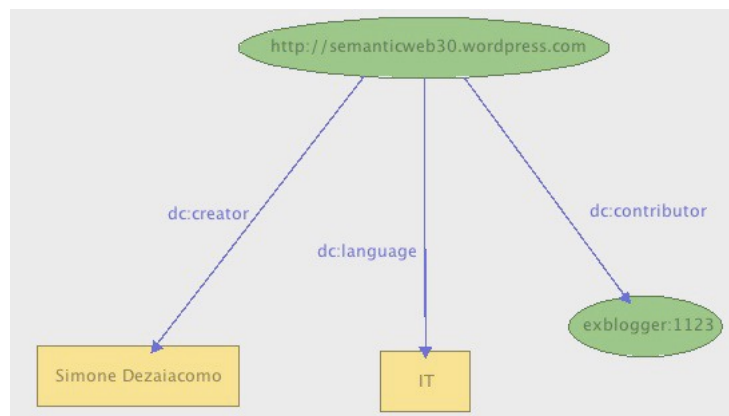 http://semanticweb30.wordpress.com
dc:creator
dc:contributor
dc:language
exblogger:1123
Simone Dezaiacomo
IT